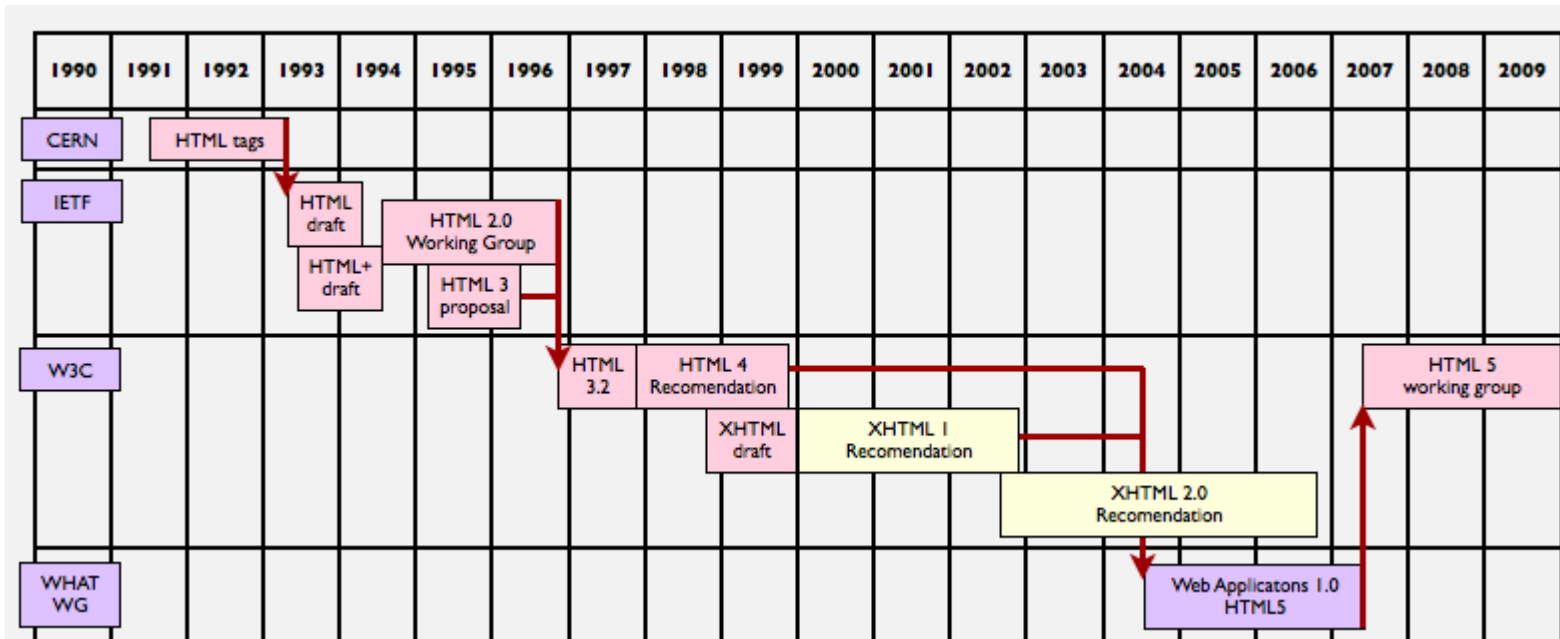 1990 1991 1992 1993 1994 1995 1996 1997 1998 1999 2000 2001 2002 2003 2004 2005 2006 2007 2008 2009
CERN
HTML tags
IETF
HTML
draft
HTML 2.0
Working Group
HTML+
draft
HTML 3
proposal
W3C
HTML
3.2
HTML 4
Recomendation
HTML 5
working group
XHTML
draft
XHTML 1
Recomendation
XHTML 2.0
Recomendation
WHAT
WG
Web Applicatons 1.0
HTML5